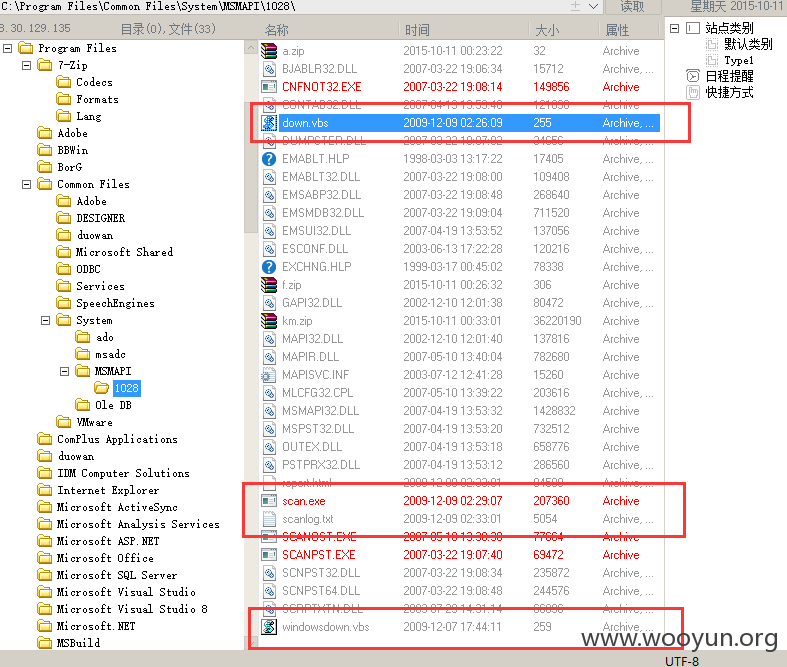 C:\Program Files\Common Files\System\MSMAPI\1028\ 读取 星期天 2015-10-11
8.30.129.135 目录(0),文件(33) 名称 时间 大小 属性
Program Files
7-Zip
Codecs
Formats
Lang
Adobe
BBWin
BorG
Common Files
Adobe
DESIGNER
duowan
Microsoft Shared
ODBC
Services
SpeechEngines
System
ado
msadc
MSMAPI
1028
Ole DB
VMware
ComPlus Applications
duowan
IDM Computer Solutions
Internet Explorer
Microsoft ActiveSync
Microsoft Analysis Services
Microsoft ASP.NET
Microsoft Office
Microsoft SQL Server
Microsoft Visual Studio
Microsoft Visual Studio 8
Microsoft.NET
MSBuild
a.zip 2015-10-11 00:23:22 32 Archive
BJABLR32.DLL 2007-03-22 19:06:34 15712 Archive, ...
CNFNOT32.EXE 2007-03-22 19:08:14 149856 Archive, ...
CONTAB32.DLL 2007-04-19 13:53:48 Archive, ...
down.vbs 2009-12-09 02:26:09 255 Archive, ...
DUMPSTER.DLL 2007-03-22 Archive, ...
EMABLT.HLP 1998-03-03 13:17:22 17405 Archive, ...
EMABLT32.DLL 2007-03-22 19:08:00 109408 Archive, ...
EMSABP32.DLL 2007-03-22 19:08:48 268640 Archive, ...
EMSMDB32.DLL 2007-03-22 19:09:04 711520 Archive, ...
EMSUI32.DLL 2007-04-19 13:53:52 137056 Archive, ...
ESCONF.DLL 2003-06-13 17:22:28 120216 Archive, ...
EXCHNG.HLP 1999-03-17 00:45:02 78338 Archive, ...
f.zip 2015-10-11 00:26:32 306 Archive
GAPI32.DLL 2002-12-10 12:01:38 80472 Archive, ...
km.zip 2015-10-11 00:33:01 36220190 Archive
MAPI32.DLL 2002-12-10 12:01:40 137816 Archive, ...
MAPIR.DLL 2007-05-10 13:40:04 782680 Archive, ...
MAPISVC.INF 2003-07-12 12:41:28 15260 Archive, ...
MLCFG32.CPL 2007-05-10 13:39:22 203616 Archive, ...
MSMAPI32.DLL 2007-04-19 13:53:32 1428832 Archive, ...
MSPST32.DLL 2007-04-19 13:53:20 732512 Archive, ...
OUTEX.DLL 2007-04-19 13:53:18 658776 Archive, ...
PSTPRX32.DLL 2007-04-19 13:53:12 286560 Archive, ...
report.html 2009-12-09 02:33:01 Archive
scan.exe 2009-12-09 02:29:07 207360 Archive
scanlog.txt 2009-12-09 02:33:01 5054 Archive
SCANOST.EXE 2007-05-10 13:38:30 77664 Archive, ...
SCANPST.EXE 2007-03-22 19:07:40 69472 Archive, ...
SCNPST32.DLL 2007-03-22 19:08:34 235872 Archive, ...
SCNPST64.DLL 2007-03-22 19:08:48 244576 Archive, ...
SCRPTXTN.DLL Archive, ...
windowsdown.vbs 2009-12-07 17:44:11 259 Archive, ...
站点类别
默认类别
Type1
日程提醒
快捷方式
www.wooyun.org
UTF-8